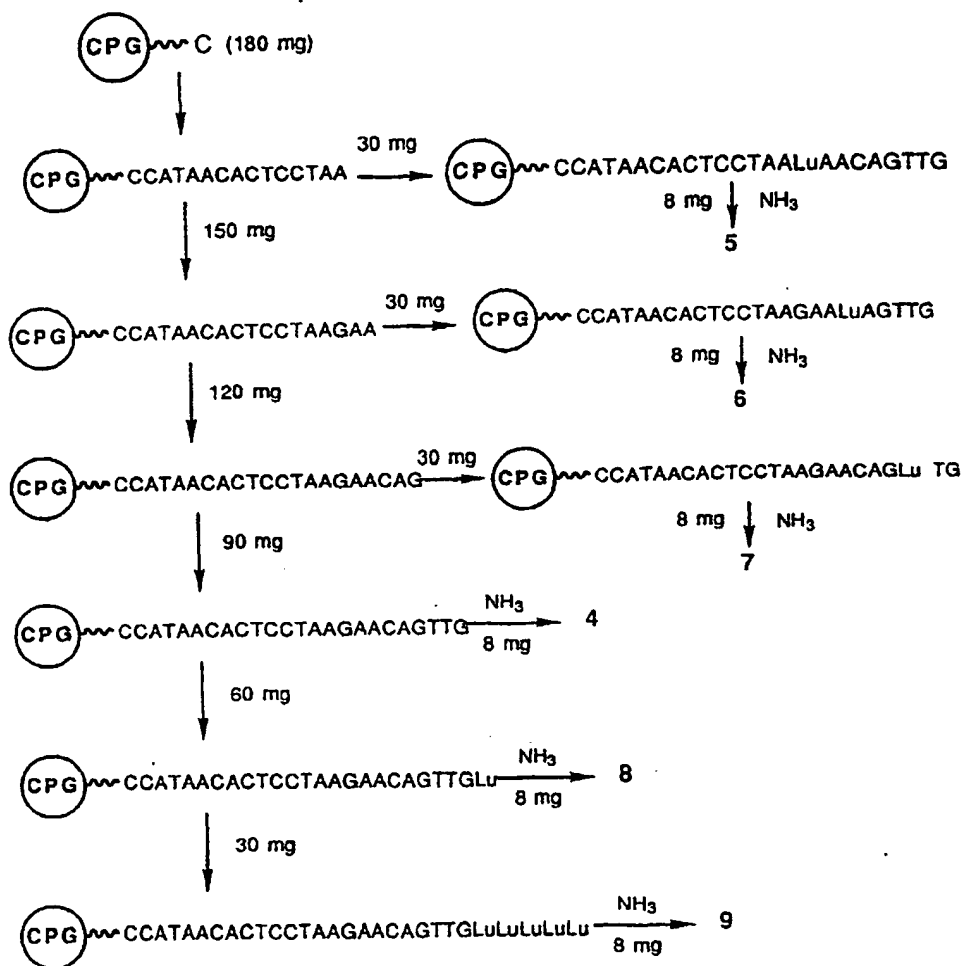 CPG C (180 mg)
30 mg
CPG CCATAACACTCCTAA CPG CCATAACACTCCTAALuAACAGTTG
8 mg NH3
150 mg 5
30 mg
CPG CCATAACACTCCTAAGAA CPG CCATAACACTCCTAAGAALuAGTTG
8 mg NH3
120 mg 6
30 mg
CPG CCATAACACTCCTAAGAACAG CPG CCATAACACTCCTAAGAACAGLu TG
8 mg NH3
90 mg 7
NH3
CPG CCATAACACTCCTAAGAACAGTTG 4
8 mg
60 mg
NH3
CPG CCATAACACTCCTAAGAACAGTTGLu 8
8 mg
30 mg
NH3
CPG CCATAACACTCCTAAGAACAGTTGLuLuLuLuLu 9
8 mg